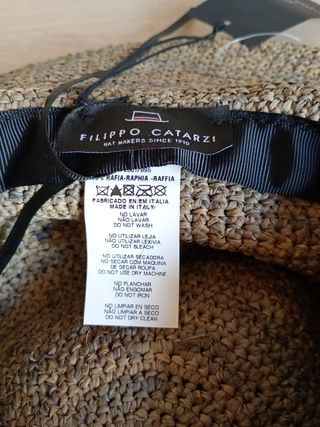 FILIPPO CATARZI
HAT MAKERS SINCE 1910
RAFIA-RAPHIA-RAFFIA
FABRICADO EN/EM ITALIA
MADE IN ITALY
NO LAVAR
NÃO LAVAR
DO NOT WASH
NO UTILIZAR LEJIA
NÃO UTILIZAR LEXIVIA
DO NOT BLEACH
NO UTILIZAR SECADORA
NO SECAR COM MAQUINA
DE SECAR ROUPA
DO NOT USE DRY MACHINE
NO PLANCHAR
NÃO ENGOMAR
DO NOT IRON
NO LIMPIAR EN SECO
NÃO LIMPAR A SECO
DO NOT DRY CLEAN